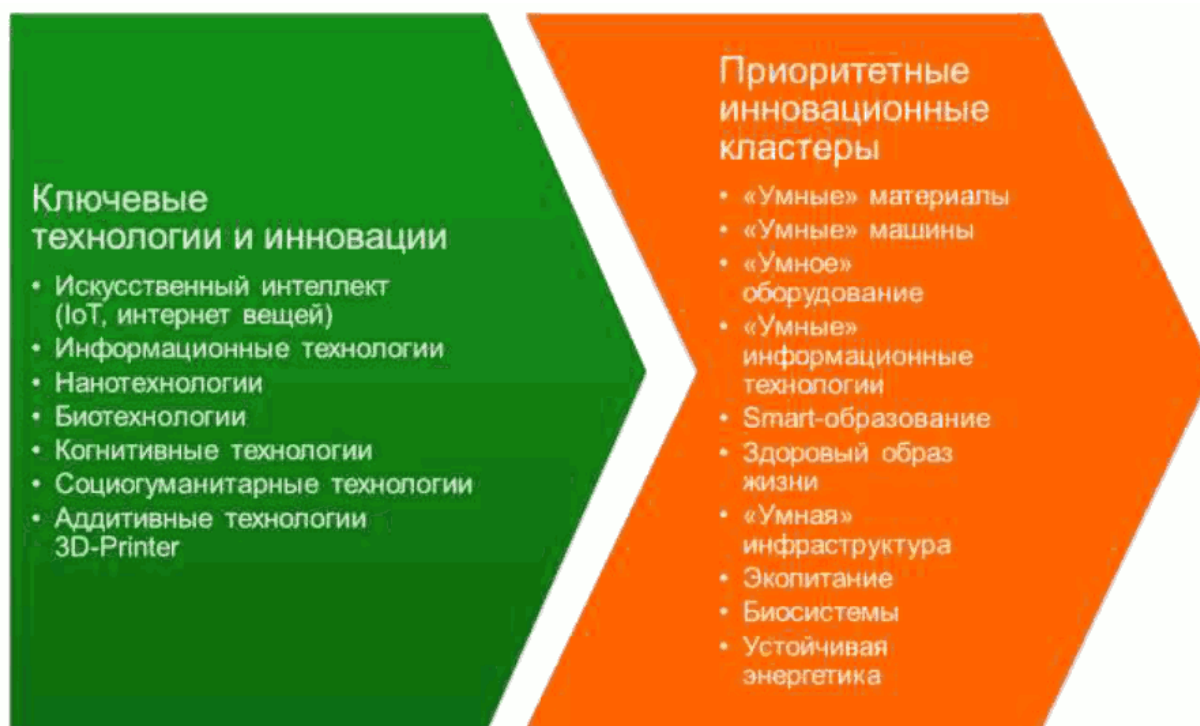 Ключевые
технологии и инновации
• Искусственный интеллект
(IoT, интернет вещей)
• Информационные технологии
• Нанотехнологии
• Биотехнологии
• Когнитивные технологии
• Социогуманитарные технологии
• Аддитивные технологии
3D-Printer
Приоритетные
инновационные
кластеры
• «Умные» материалы
• «Умные» машины
• «Умное»
оборудование
• «Умные»
информационные
технологии
• Smart-образование
• Здоровый образ
жизни
• «Умная»
инфраструктура
• Экопитание
• Биосистемы
• Устойчивая
энергетика